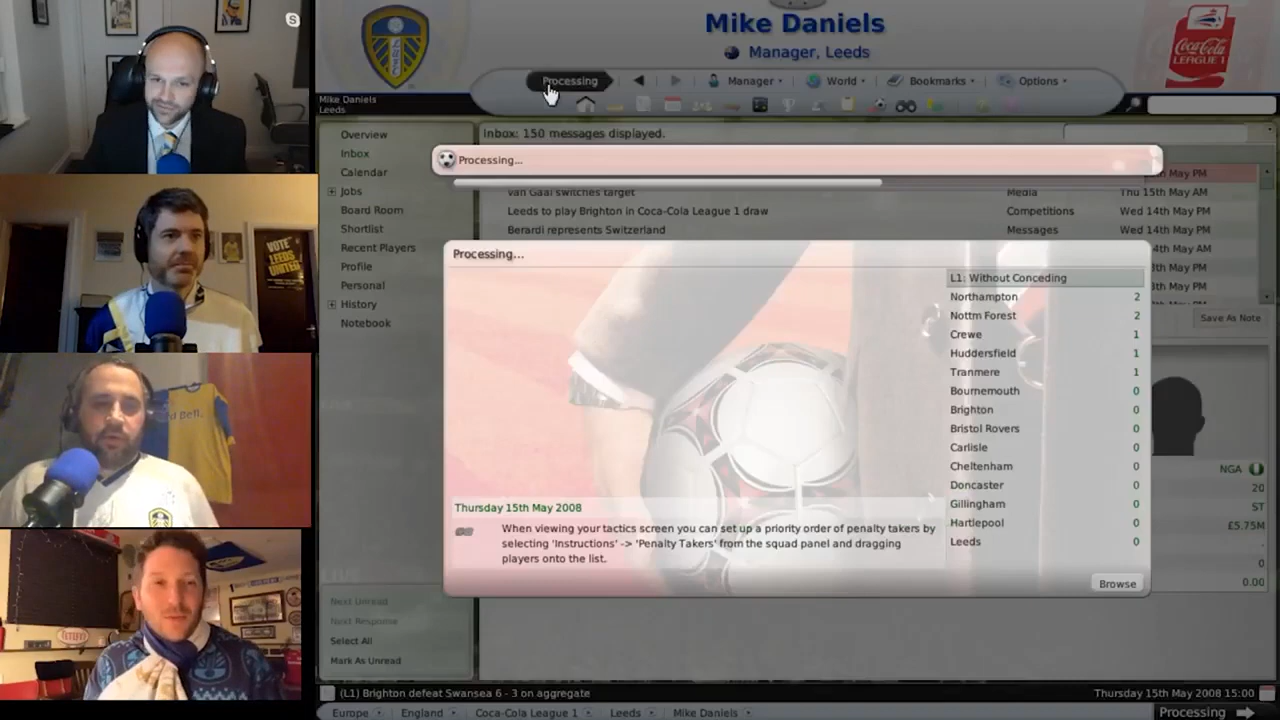 Mike Daniels
Manager, Leeds
Processing
Manager
World
Bookmarks
Options
Coca-Cola
LEAGUE 1
Mike Daniels
Leeds
Overview
Inbox
Calendar
Jobs
Board Room
Shortlist
Recent Players
Profile
Personal
History
Notebook
Inbox: 150 messages displayed.
Processing...
PM
Van Gaal switches target Media Thu 15th May AM
Leeds to play Brighton in Coca-Cola League 1 draw Competitions Wed 14th May PM
Berardi represents Switzerland Messages Wed 14th May PM
May AM
May PM
May PM
Save As Note
Processing...
L1: Without Conceding
Northampton 2
Nottm Forest 2
Crewe 1
Huddersfield 1
Tranmere 1
Bournemouth 0
Brighton 0
Bristol Rovers 0
Carlisle 0
Cheltenham 0
Doncaster 0
Gillingham 0
Hartlepool 0
Leeds 0
Thursday 15th May 2008
When viewing your tactics screen you can set up a priority order of penalty takers by
selecting 'Instructions' -> 'Penalty Takers' from the squad panel and dragging
players onto the list.
Browse
NGA
20
ST
£5.75M
0
0.00
Next Unread
Next Response
Select All
Mark As Unread
(L1) Brighton defeat Swansea 6 - 3 on aggregate
Thursday 15th May 2008 15:00
Europe
England
Coca-Cola League 1
Leeds
Mike Daniels
Processing
VOTE
LEEDS
UNITED